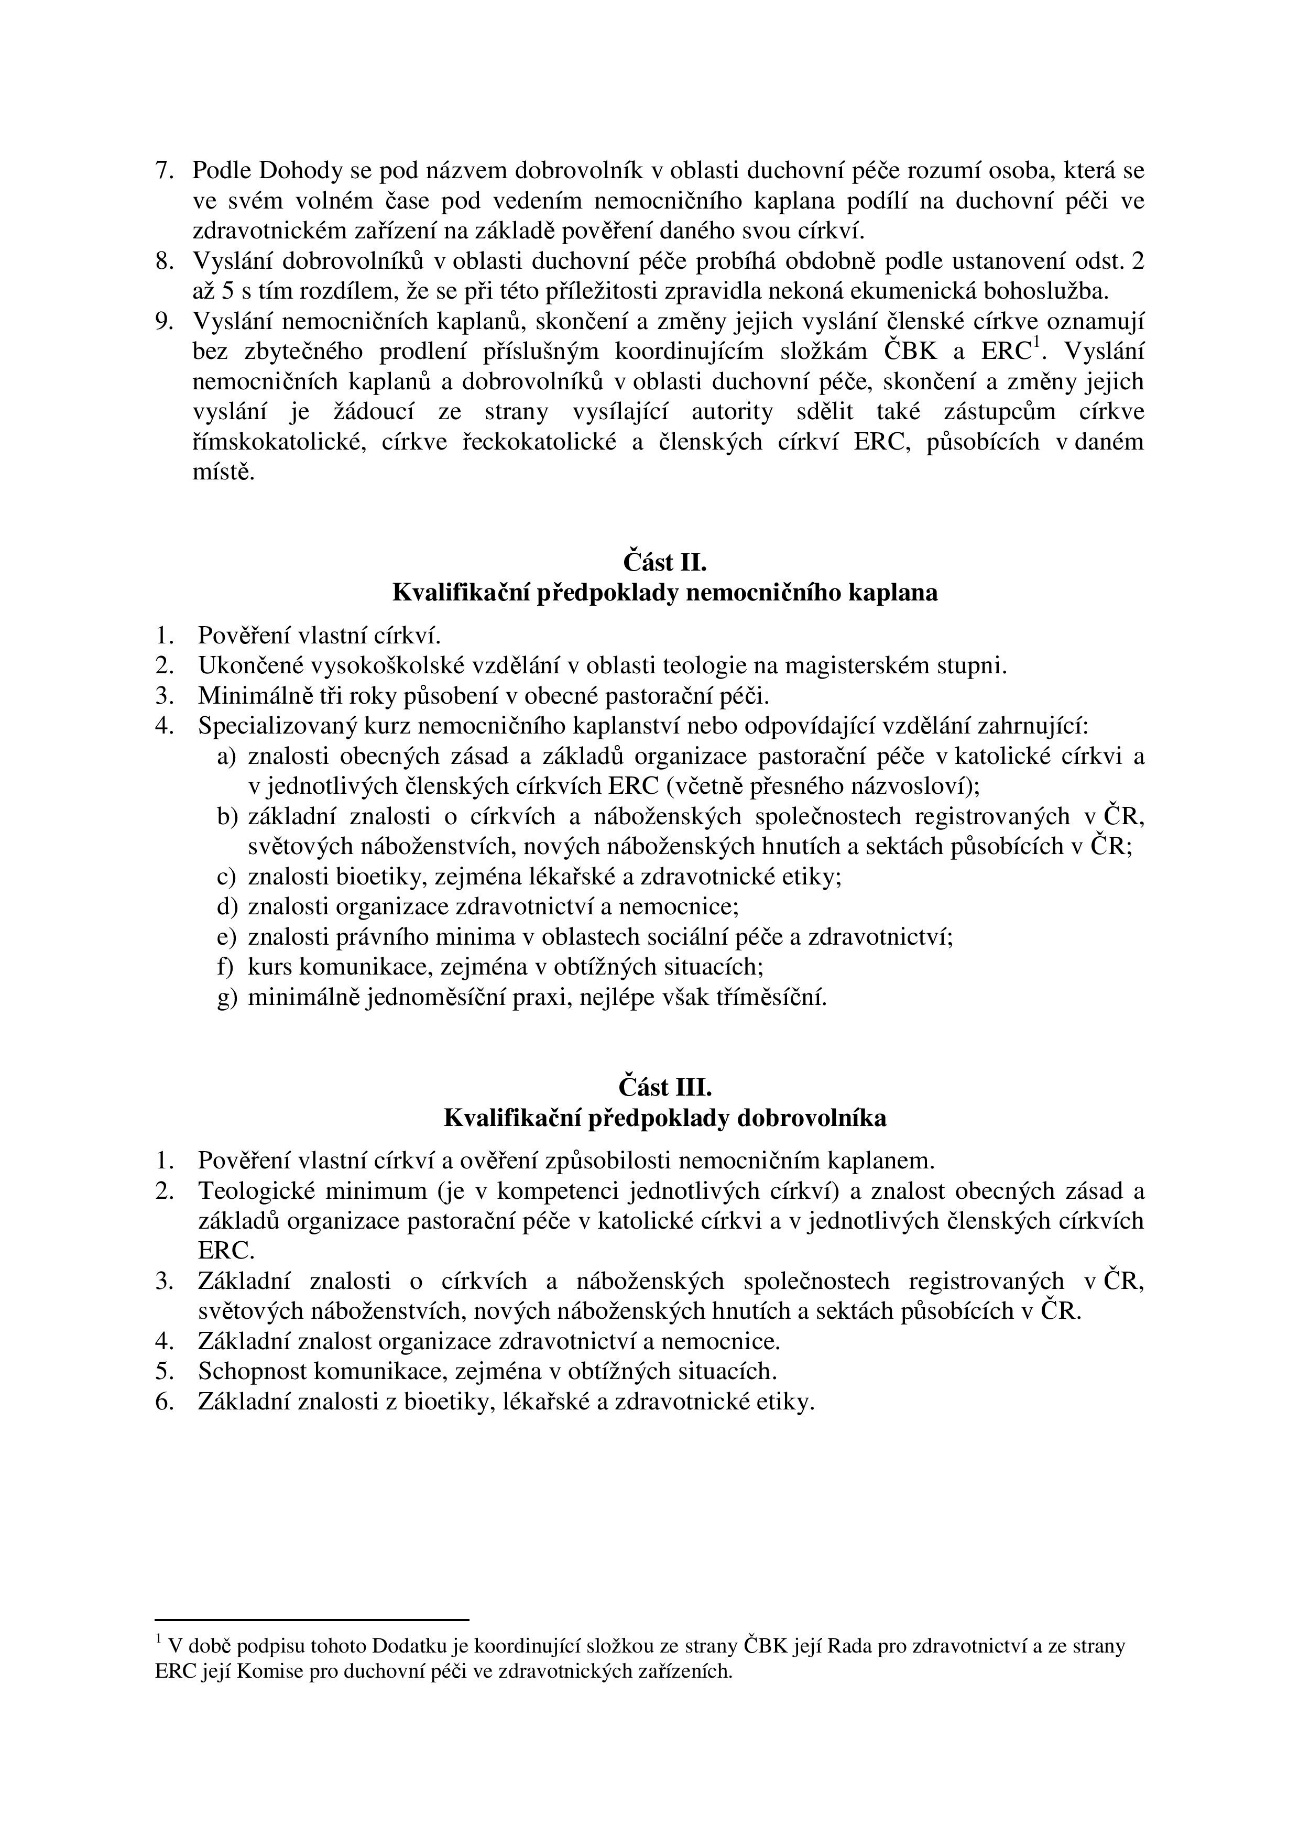 7. Podle Dohody se pod názvem dobrovolník v oblasti duchovní péče rozumí osoba, která se
ve svém volném čase pod vedením nemocničního kaplana podílí na duchovní péči ve
zdravotnickém zařízení na základě pověření daného svou církví.
8. Vyslání dobrovolníků v oblasti duchovní péče probíhá obdobně podle ustanovení odst. 2
až 5 s tím rozdílem, že se při této příležitosti zpravidla nekoná ekumenická bohoslužba.
9. Vyslání nemocničních kaplanů, skončení a změny jejich vyslání členské církve oznamují
bez zbytečného prodlení příslušným koordinujícím složkám ČBK a ERC¹. Vyslání
nemocničních kaplanů a dobrovolníků v oblasti duchovní péče, skončení a změny jejich
vyslání je žádoucí ze strany vysílající autority sdělit také zástupcům církve
římskokatolické, církve řeckokatolické a členských církví ERC, působících v daném
místě.
Část II.
Kvalifikační předpoklady nemocničního kaplana
1. Pověření vlastní církví.
2. Ukončené vysokoškolské vzdělání v oblasti teologie na magisterském stupni.
3. Minimálně tři roky působení v obecné pastorační péči.
4. Specializovaný kurz nemocničního kaplanství nebo odpovídající vzdělání zahrnující:
a) znalosti obecných zásad a základů organizace pastorační péče v katolické církvi a
v jednotlivých členských církvích ERC (včetně přesného názvosloví);
b) základní znalosti o církvích a náboženských společnostech registrovaných v ČR,
světových náboženstvích, nových náboženských hnutích a sektách působících v ČR;
c) znalosti bioetiky, zejména lékařské a zdravotnické etiky;
d) znalosti organizace zdravotnictví a nemocnice;
e) znalosti právního minima v oblastech sociální péče a zdravotnictví;
f) kurs komunikace, zejména v obtížných situacích;
g) minimálně jednoměsíční praxi, nejlépe však tříměsíční.
Část III.
Kvalifikační předpoklady dobrovolníka
1. Pověření vlastní církví a ověření způsobilosti nemocničním kaplanem.
2. Teologické minimum (je v kompetenci jednotlivých církví) a znalost obecných zásad a
základů organizace pastorační péče v katolické církvi a v jednotlivých členských církvích
ERC.
3. Základní znalosti o církvích a náboženských společnostech registrovaných v ČR,
světových náboženstvích, nových náboženských hnutích a sektách působících v ČR.
4. Základní znalost organizace zdravotnictví a nemocnice.
5. Schopnost komunikace, zejména v obtížných situacích.
6. Základní znalosti z bioetiky, lékařské a zdravotnické etiky.
¹ V době podpisu tohoto Dodatku je koordinující složkou ze strany ČBK její Rada pro zdravotnictví a ze strany
ERC její Komise pro duchovní péči ve zdravotnických zařízeních.